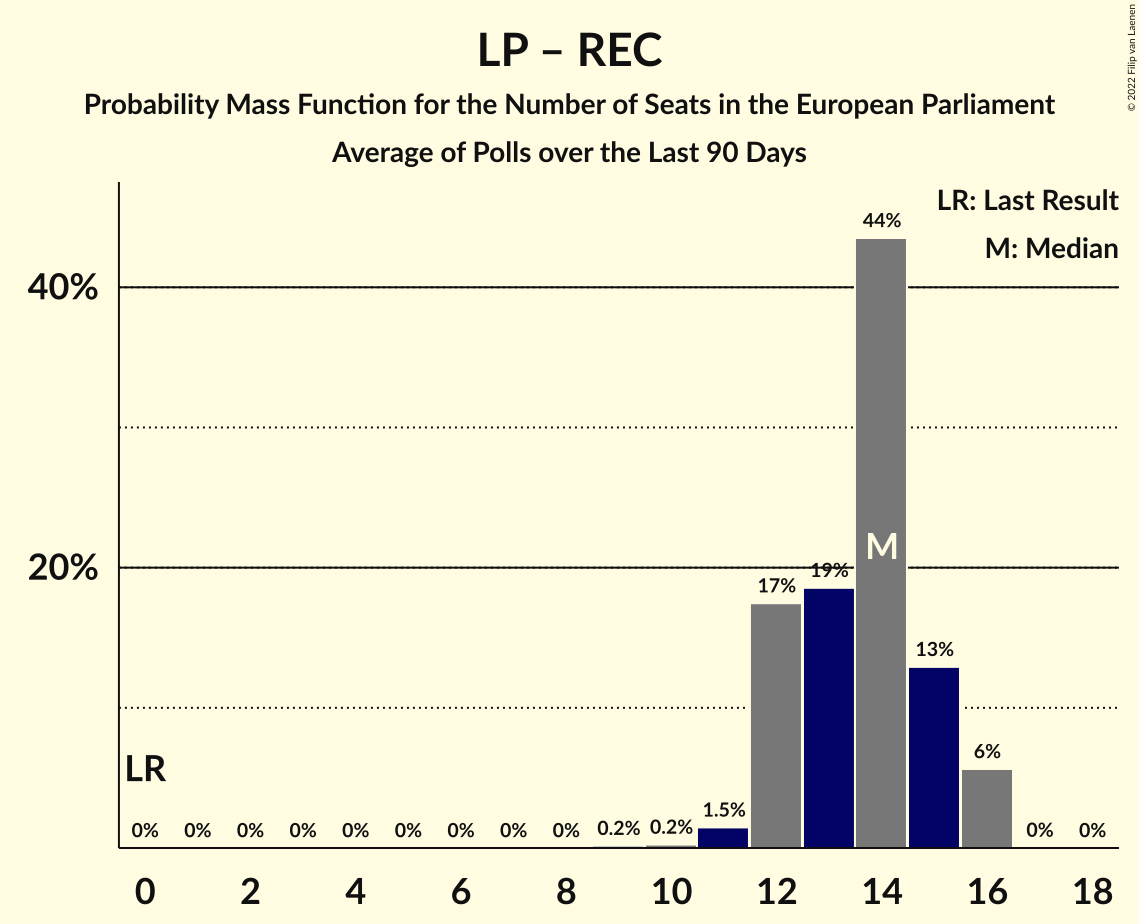 LP – REC
Probability Mass Function for the Number of Seats in the European Parliament
Average of Polls over the Last 90 Days
© 2022 Filip van Laenen
LR: Last Result
M: Median
44%
40%
M
20%
19%
17%
13%
LR
6%
1.5%
0% 0% 0% 0% 0% 0% 0% 0% 0% 0.2% 0.2% 0% 0%
0 2 4 6 8 10 12 14 16 18